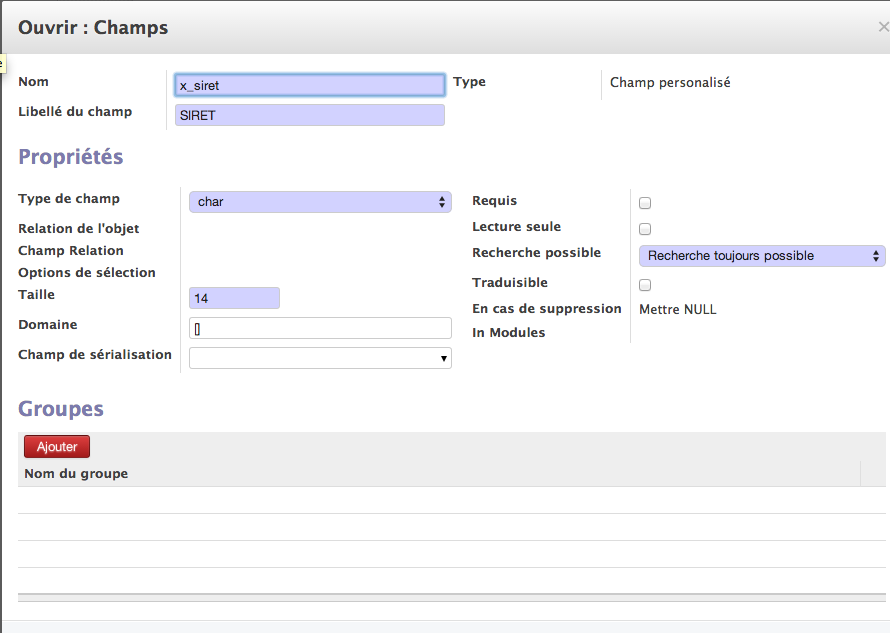 Ouvrir : Champs
e
Nom x_siret Type Champ personalisé
Libellé du champ SIRET
Propriétés
Type de champ char Requis
Relation de l'objet Lecture seule
Champ Relation Recherche possible Recherche toujours possible
Options de sélection Traduisible
Taille 14 En cas de suppression Mettre NULL
Domaine [] In Modules
Champ de sérialisation
Groupes
Ajouter
Nom du groupe